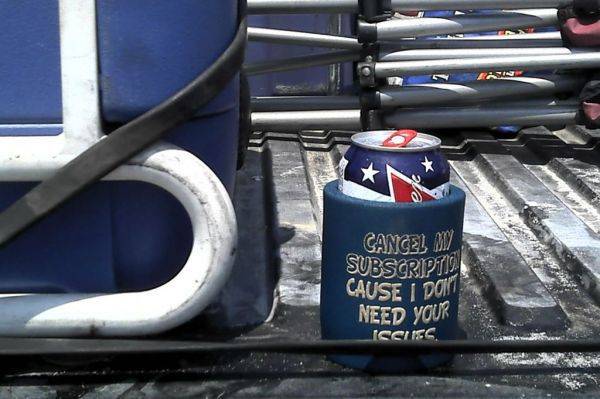 CANCEL MY
SUBSCRIPTION
CAUSE I DON'T
NEED YOUR
ISSUES.